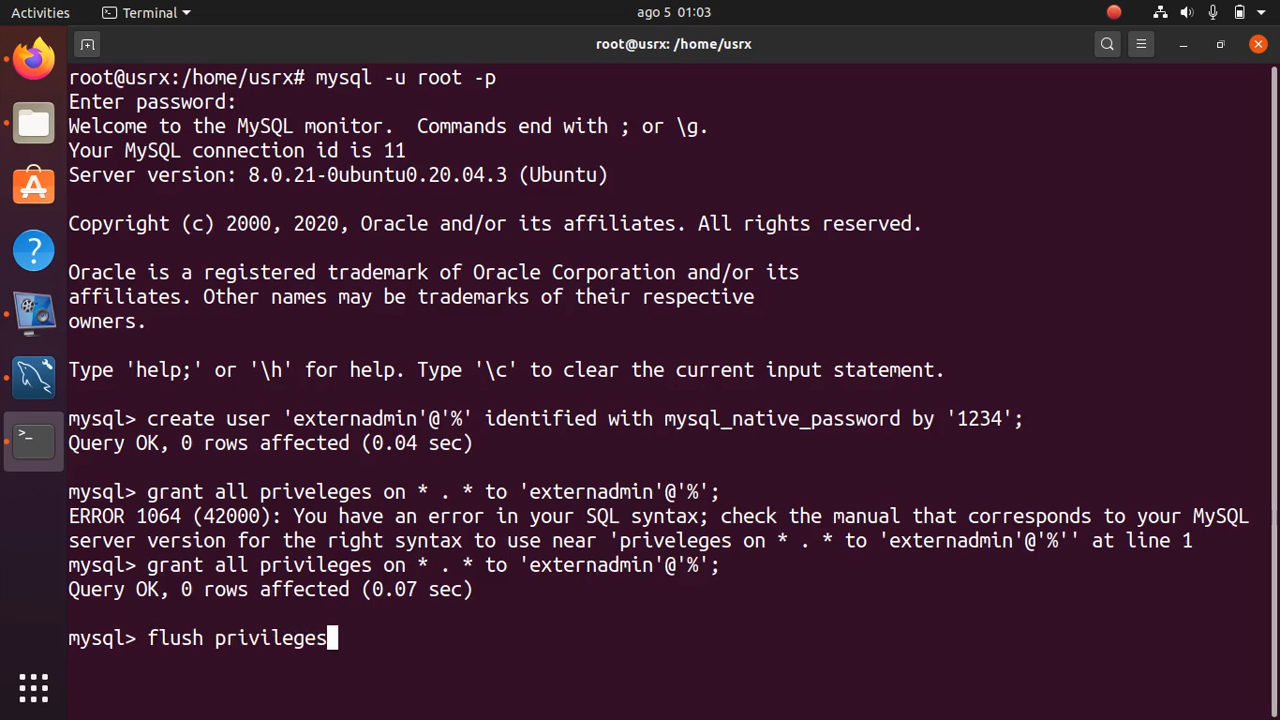 Activities
Terminal
ago 5 01:03
root@usrx: /home/usrx
root@usrx:/home/usrx# mysql -u root -p
Enter password:
Welcome to the MySQL monitor.  Commands end with ; or \g.
Your MySQL connection id is 11
Server version: 8.0.21-0ubuntu0.20.04.3 (Ubuntu)
Copyright (c) 2000, 2020, Oracle and/or its affiliates. All rights reserved.
Oracle is a registered trademark of Oracle Corporation and/or its
affiliates. Other names may be trademarks of their respective
owners.
Type 'help;' or '\h' for help. Type '\c' to clear the current input statement.
mysql> create user 'externadmin'@'%' identified with mysql_native_password by '1234';
Query OK, 0 rows affected (0.04 sec)
mysql> grant all priveleges on * . * to 'externadmin'@'%';
ERROR 1064 (42000): You have an error in your SQL syntax; check the manual that corresponds to your MySQL
server version for the right syntax to use near 'priveleges on * . * to 'externadmin'@'%'' at line 1
mysql> grant all privileges on * . * to 'externadmin'@'%';
Query OK, 0 rows affected (0.07 sec)
mysql> flush privileges